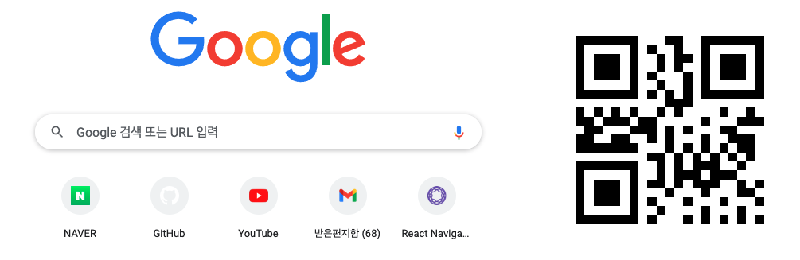 Google
Google 검색 또는 URL 입력
N
NAVER
GitHub
YouTube
받은편지함 (68)
React Naviga...